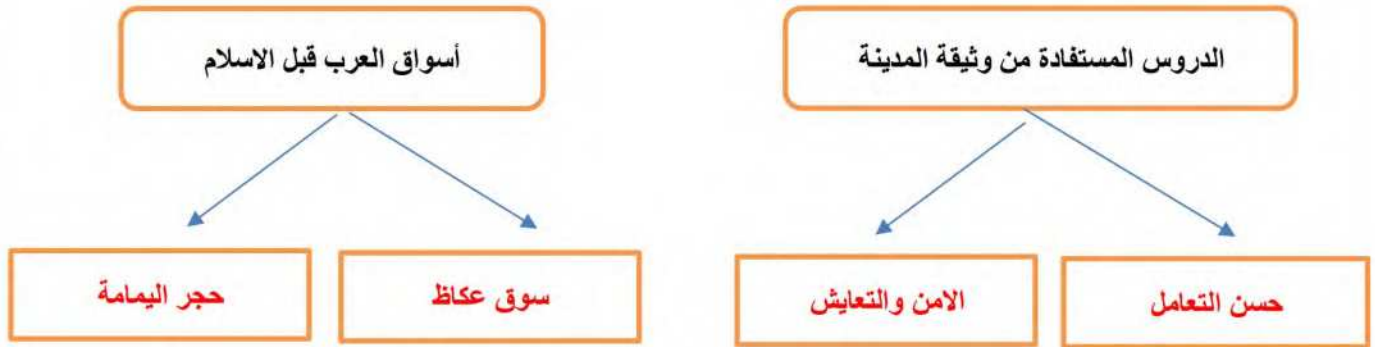 الدروس المستفادة من وثيقة المدينة
أسواق العرب قبل الاسلام
حسن التعامل
الامن والتعايش
سوق عكاظ
حجر اليمامة